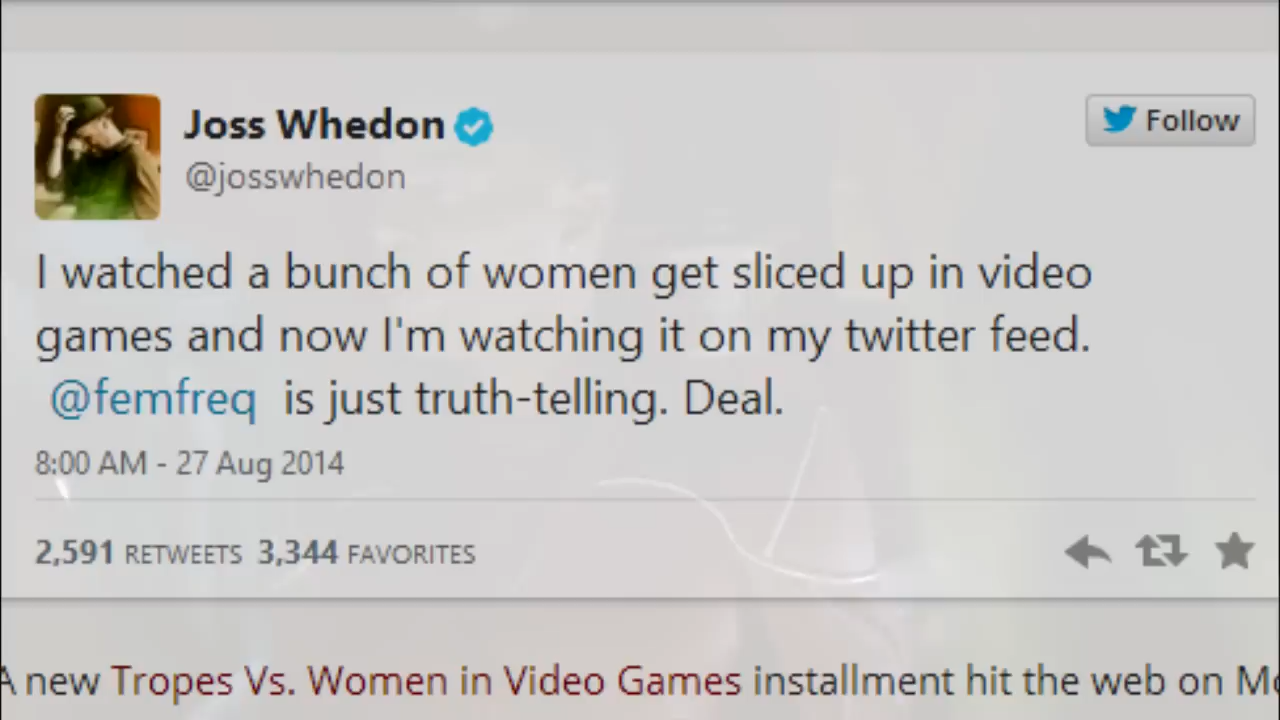 Joss Whedon
@josswhedon
Follow
I watched a bunch of women get sliced up in video
games and now I'm watching it on my twitter feed.
@femfreq is just truth-telling. Deal.
8:00 AM - 27 Aug 2014
2,591 RETWEETS 3,344 FAVORITES
A new Tropes Vs. Women in Video Games installment hit the web on